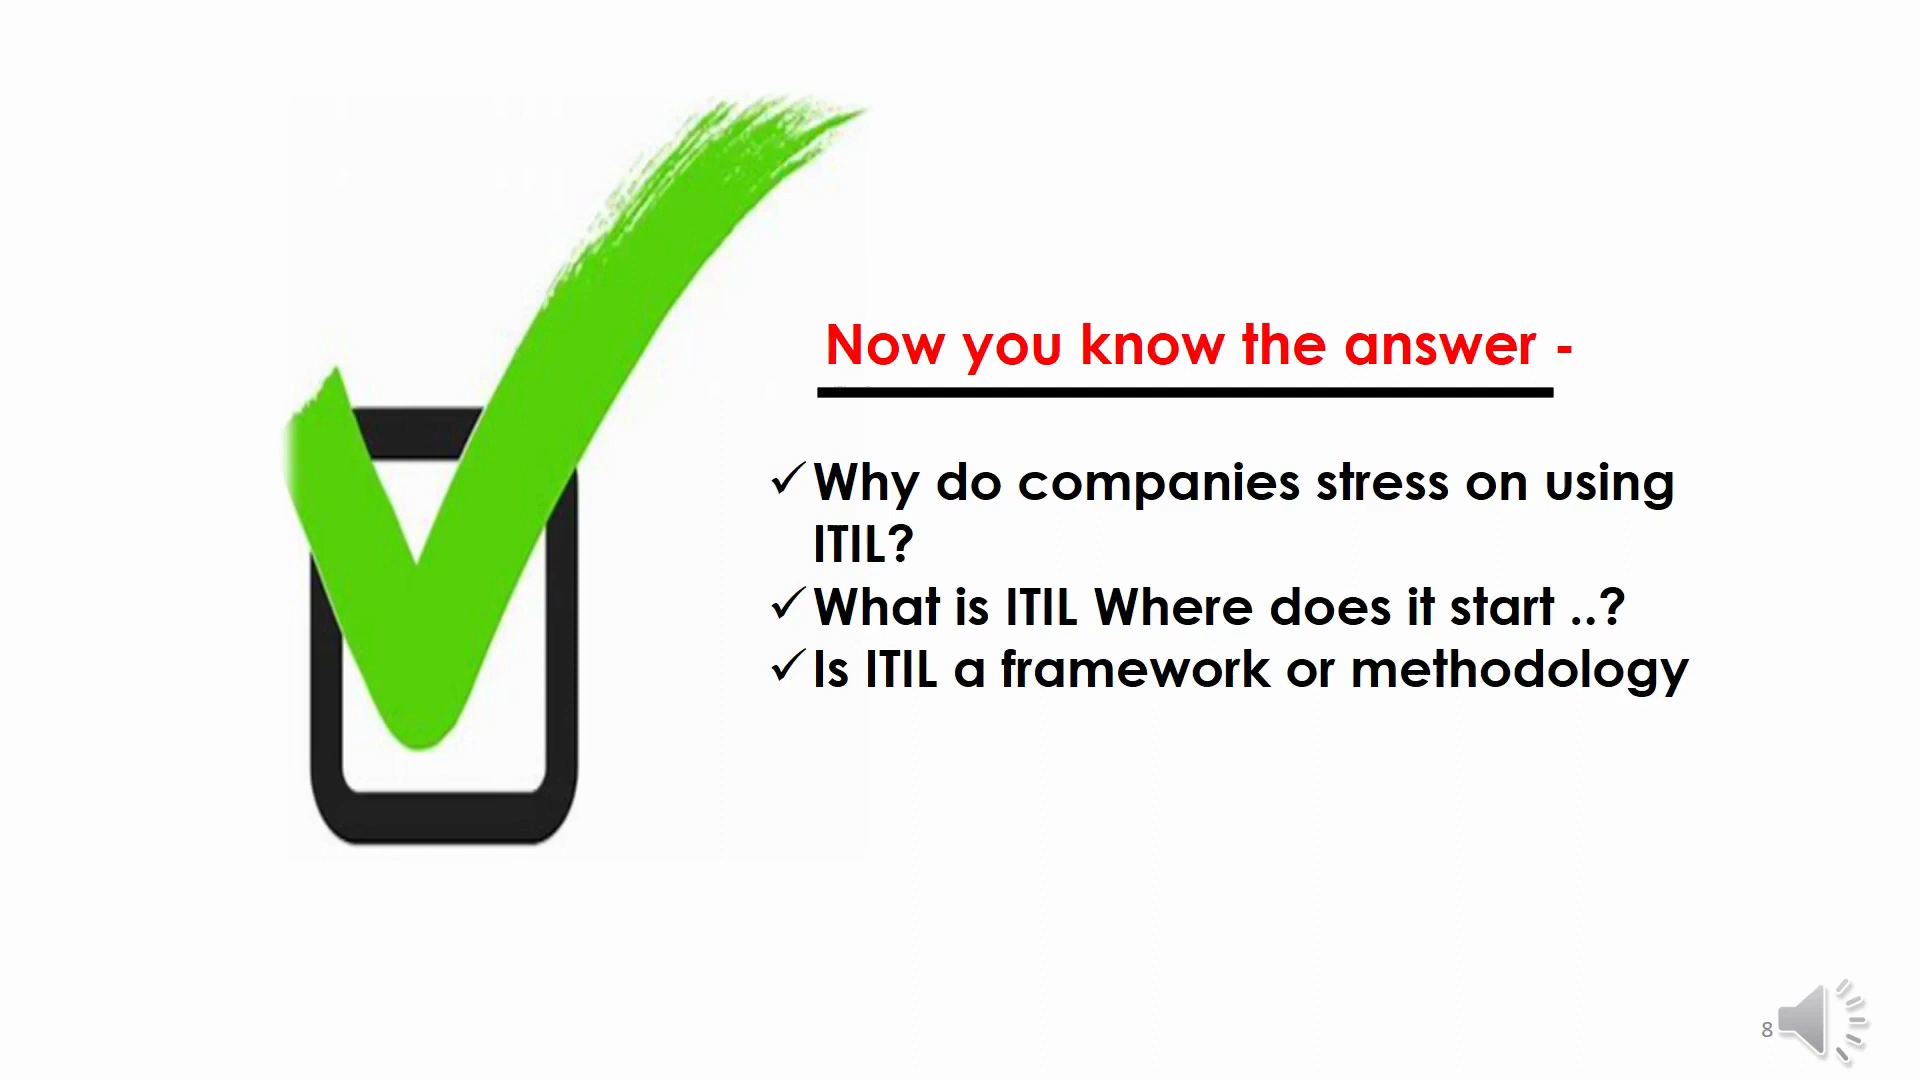 Now you know the answer -
Why do companies stress on using
ITIL?
What is ITIL Where does it start ..?
Is ITIL a framework or methodology
8